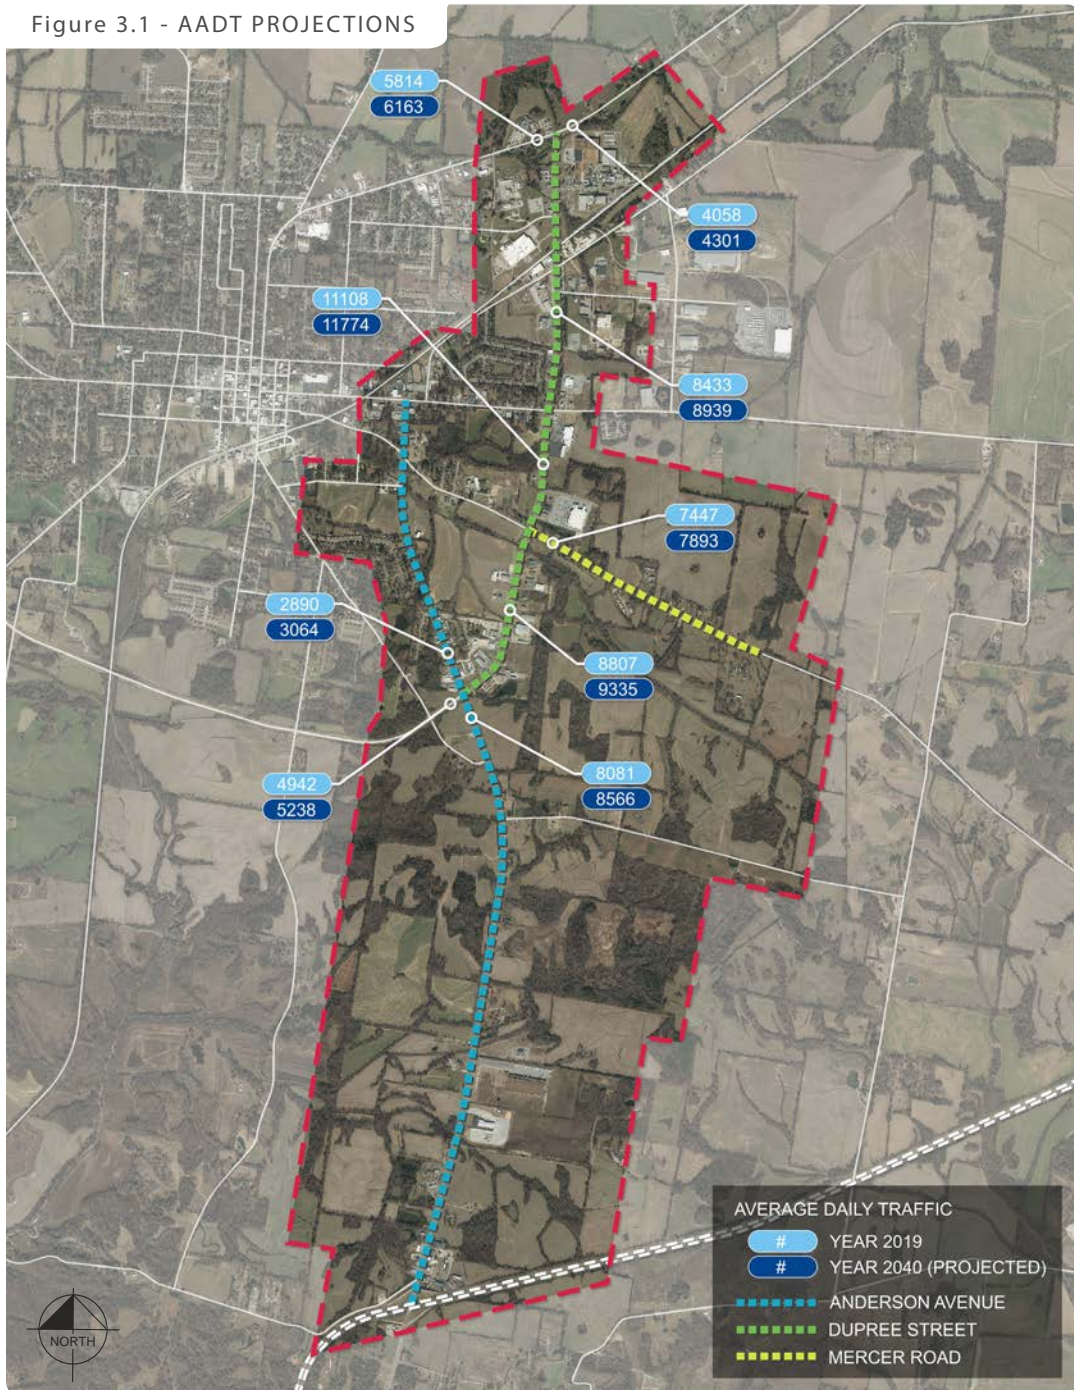 Figure 3.1 - AADT PROJECTIONS
5814
6163
4058
4301
11108
11774
8433
8939
7447
7893
2890
3064
8807
9335
4942
5238
8081
8566
AVERAGE DAILY TRAFFIC
# YEAR 2019
# YEAR 2040 (PROJECTED)
ANDERSON AVENUE
DUPREE STREET
MERCER ROAD
NORTH